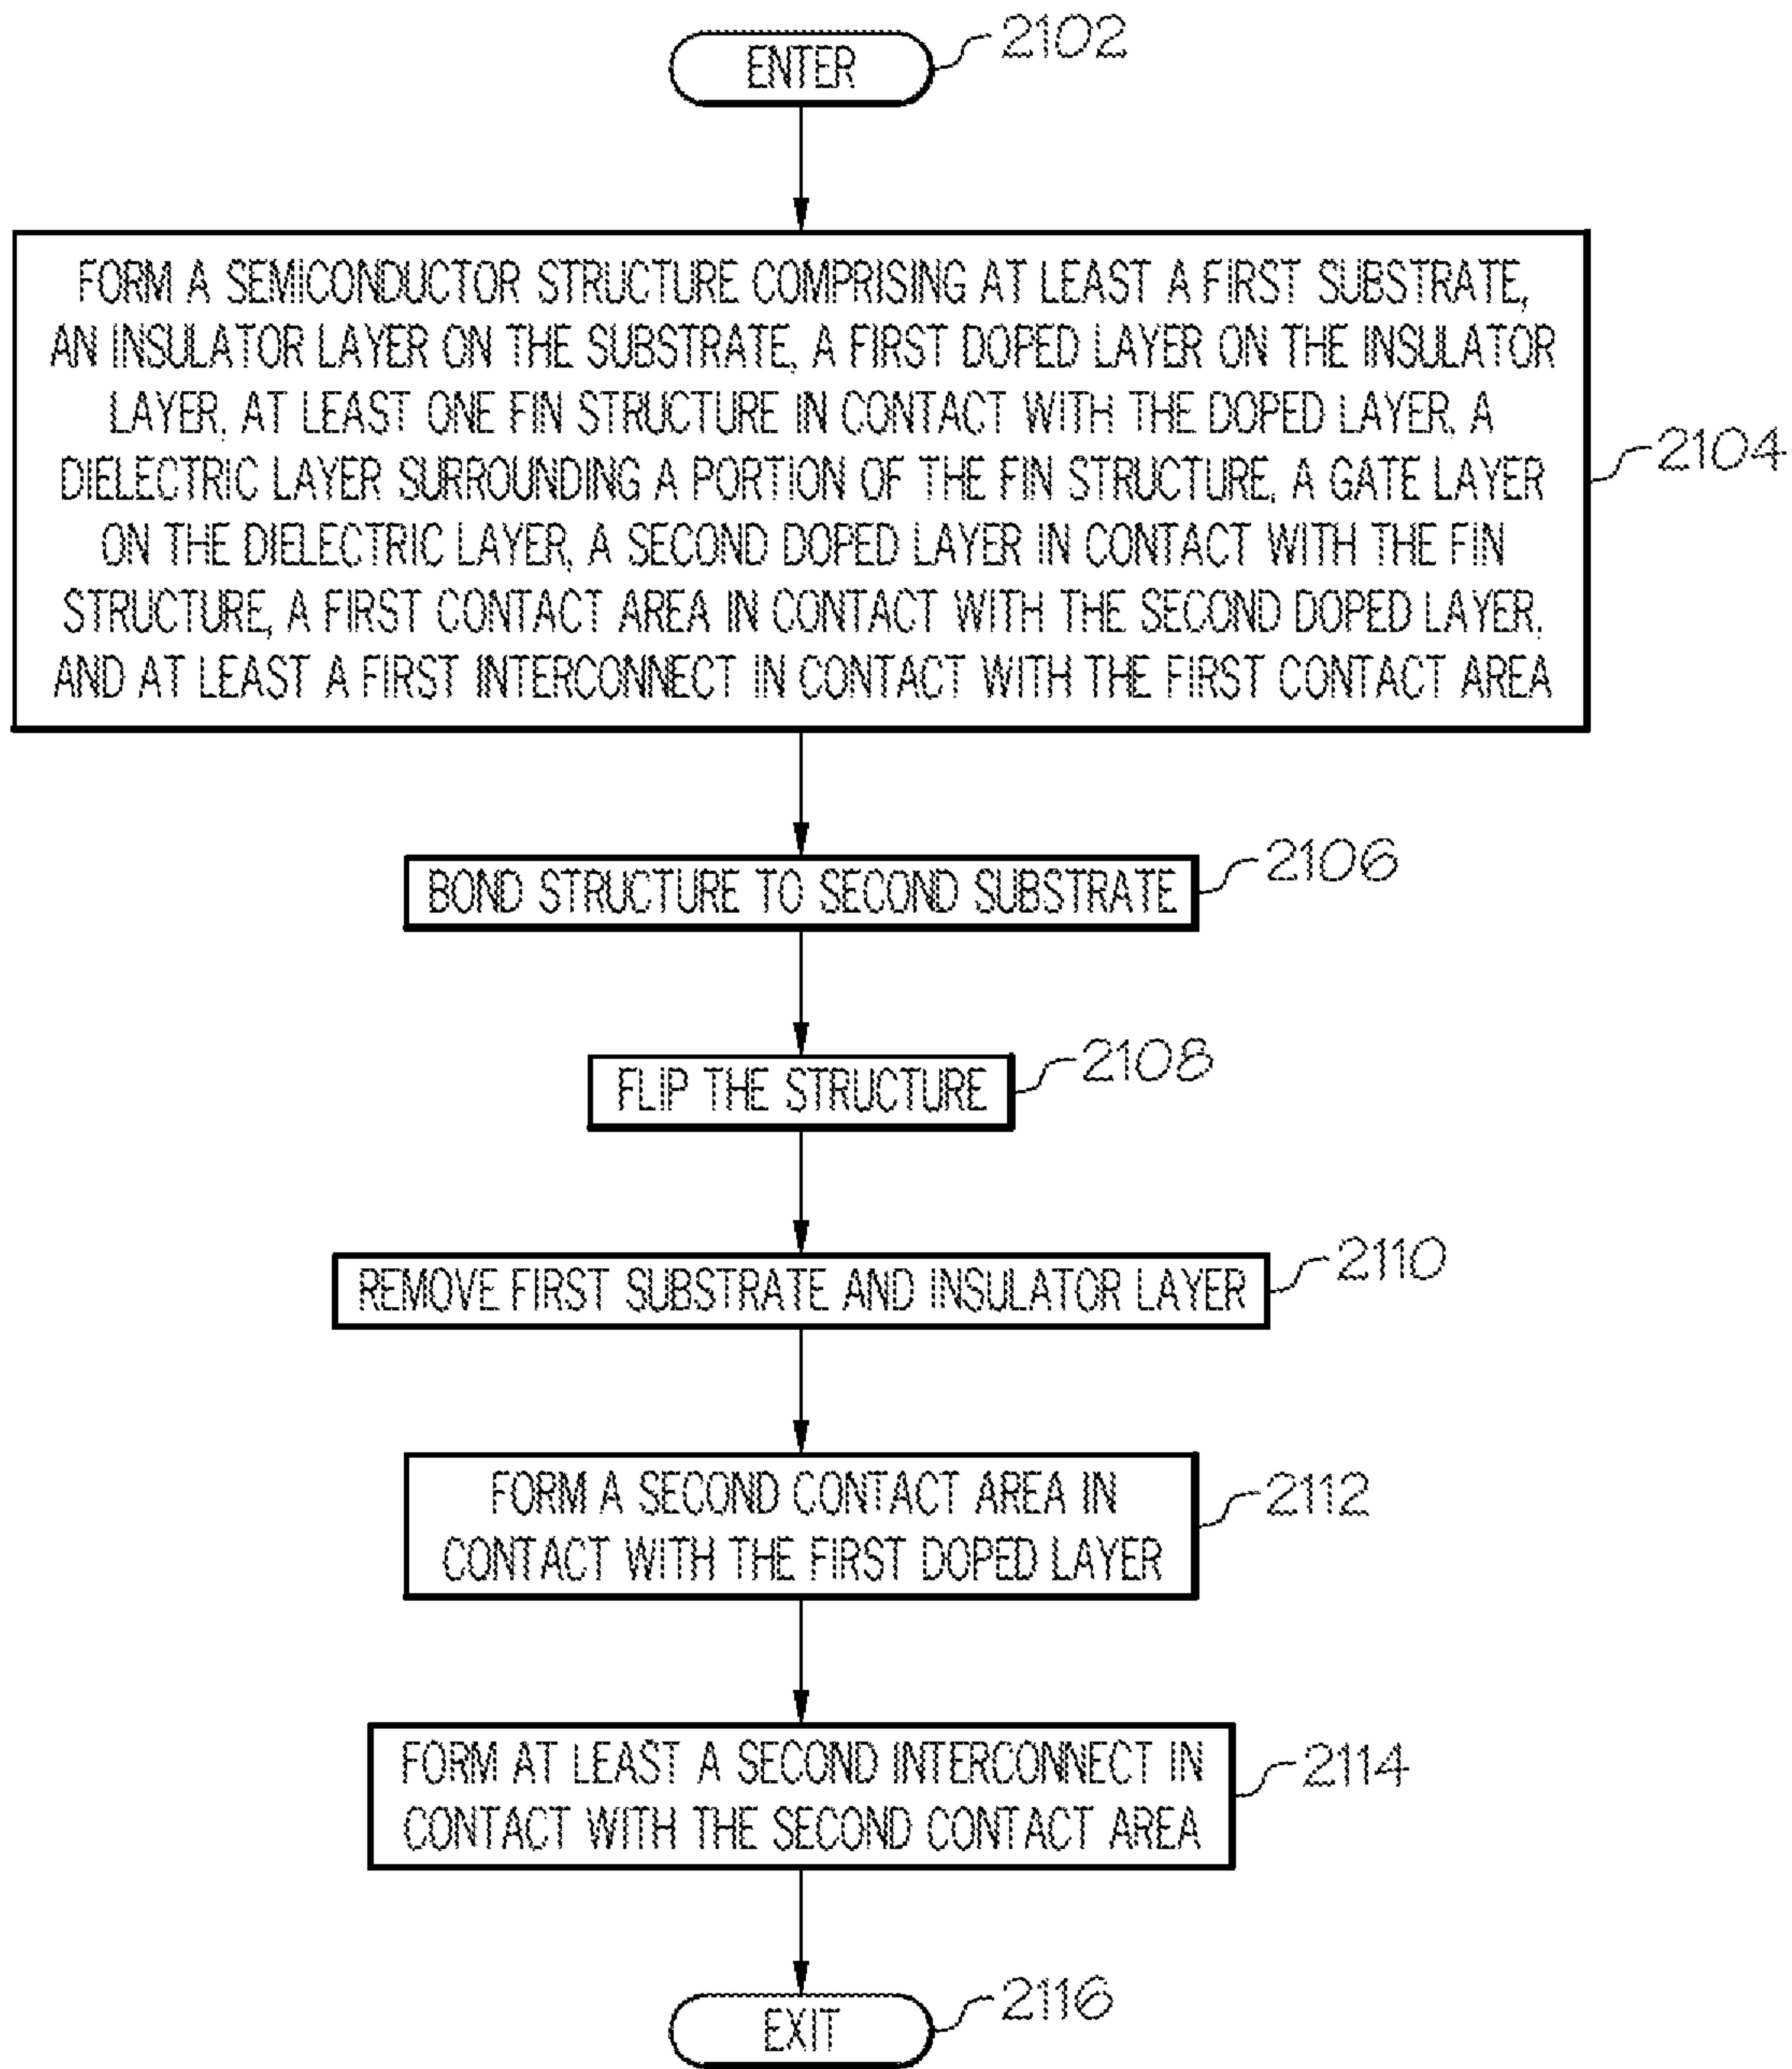 ENTER
2102
FORM A SEMICONDUCTOR STRUCTURE COMPRISING AT LEAST A FIRST SUBSTRATE,
AN INSULATOR LAYER ON THE SUBSTRATE, A FIRST DOPED LAYER ON THE INSULATOR
LAYER, AT LEAST ONE FIN STRUCTURE IN CONTACT WITH THE DOPED LAYER, A
DIELECTRIC LAYER SURROUNDING A PORTION OF THE FIN STRUCTURE, A GATE LAYER
ON THE DIELECTRIC LAYER, A SECOND DOPED LAYER IN CONTACT WITH THE FIN
STRUCTURE, A FIRST CONTACT AREA IN CONTACT WITH THE SECOND DOPED LAYER,
AND AT LEAST A FIRST INTERCONNECT IN CONTACT WITH THE FIRST CONTACT AREA
2104
BOND STRUCTURE TO SECOND SUBSTRATE
2106
FLIP THE STRUCTURE
2108
REMOVE FIRST SUBSTRATE AND INSULATOR LAYER
2110
FORM A SECOND CONTACT AREA IN
CONTACT WITH THE FIRST DOPED LAYER
2112
FORM AT LEAST A SECOND INTERCONNECT IN
CONTACT WITH THE SECOND CONTACT AREA
2114
EXIT
2116